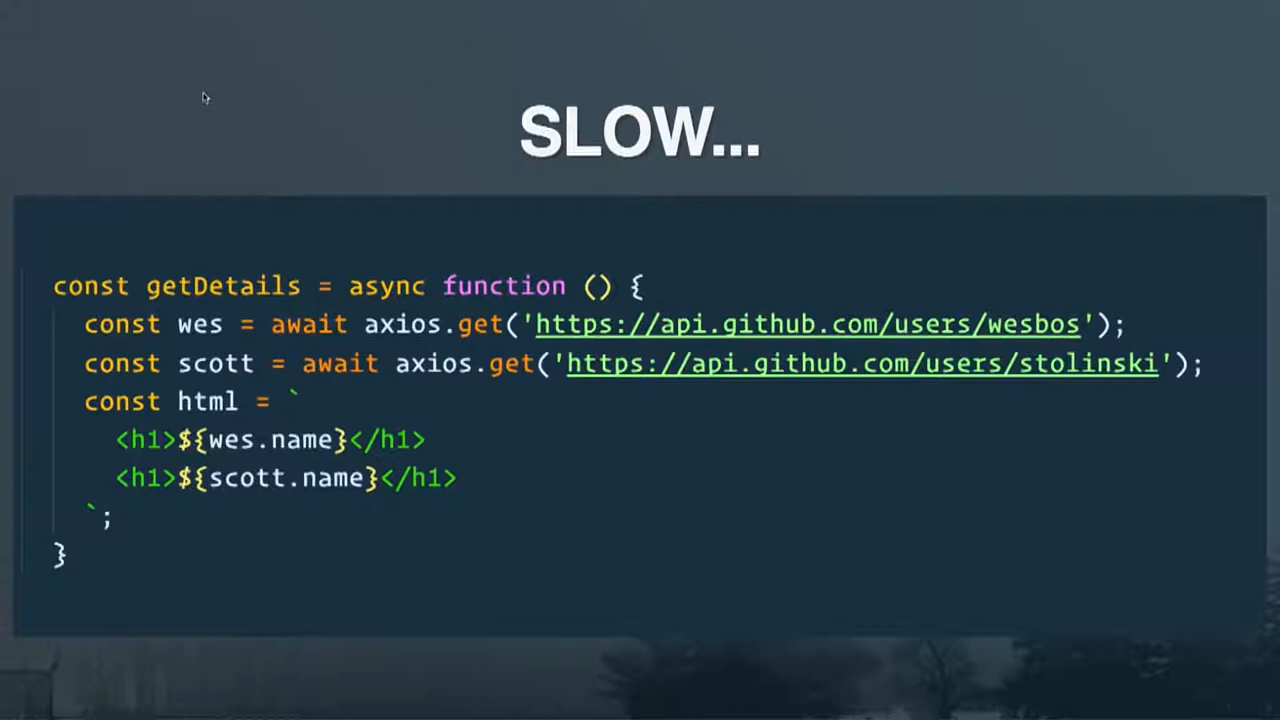 SLOW...
const getDetails = async function () {
const wes = await axios.get('https://api.github.com/users/wesbos');
const scott = await axios.get('https://api.github.com/users/stolinski');
const html = `
<h1>${wes.name}</h1>
<h1>${scott.name}</h1>
`;
}